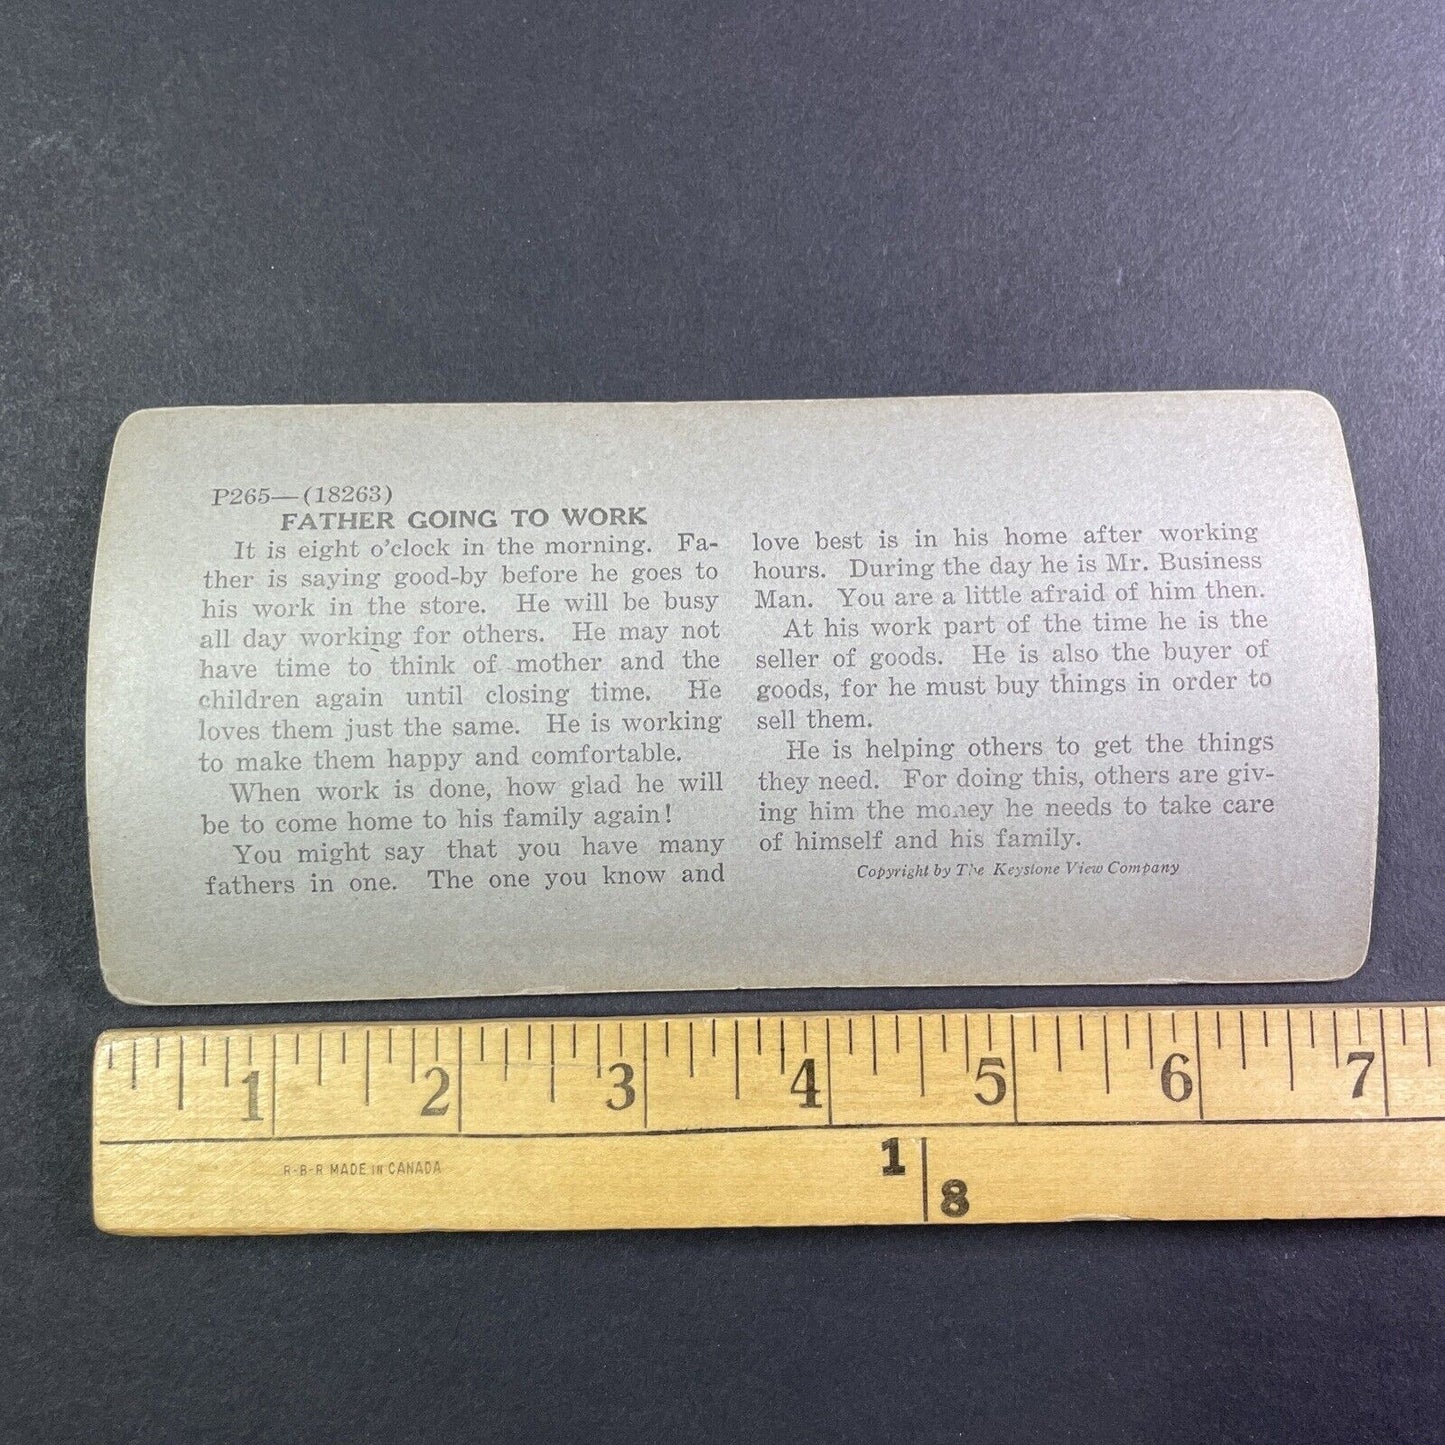 P265—(18263)
FATHER GOING TO WORK
It is eight o'clock in the morning. Fa-
ther is saying good-by before he goes to
his work in the store. He will be busy
all day working for others. He may not
have time to think of mother and the
children again until closing time. He
loves them just the same. He is working
to make them happy and comfortable.
When work is done, how glad he will
be to come home to his family again!
You might say that you have many
fathers in one. The one you know and
love best is in his home after working
hours. During the day he is Mr. Business
Man. You are a little afraid of him then.
At his work part of the time he is the
seller of goods. He is also the buyer of
goods, for he must buy things in order to
sell them.
He is helping others to get the things
they need. For doing this, others are giv-
ing him the money he needs to take care
of himself and his family.
Copyright by The Keystone View Company
1 2 3 4 5 6 7
R-B-R MADE IN CANADA
1
8